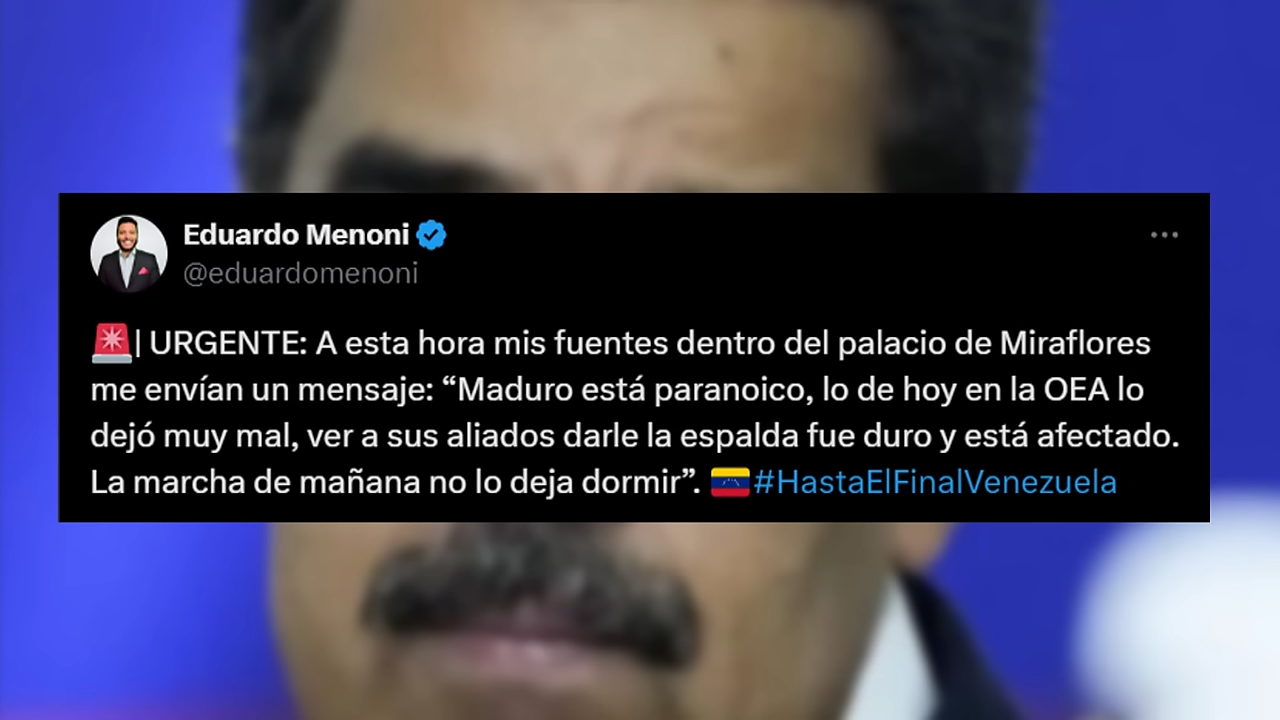 Eduardo Menoni
@eduardomenoni
🚨| URGENTE: A esta hora mis fuentes dentro del palacio de Miraflores
me envían un mensaje: “Maduro está paranoico, lo de hoy en la OEA lo
dejó muy mal, ver a sus aliados darle la espalda fue duro y está afectado.
La marcha de mañana no lo deja dormir”. 🇻🇪#HastaElFinalVenezuela